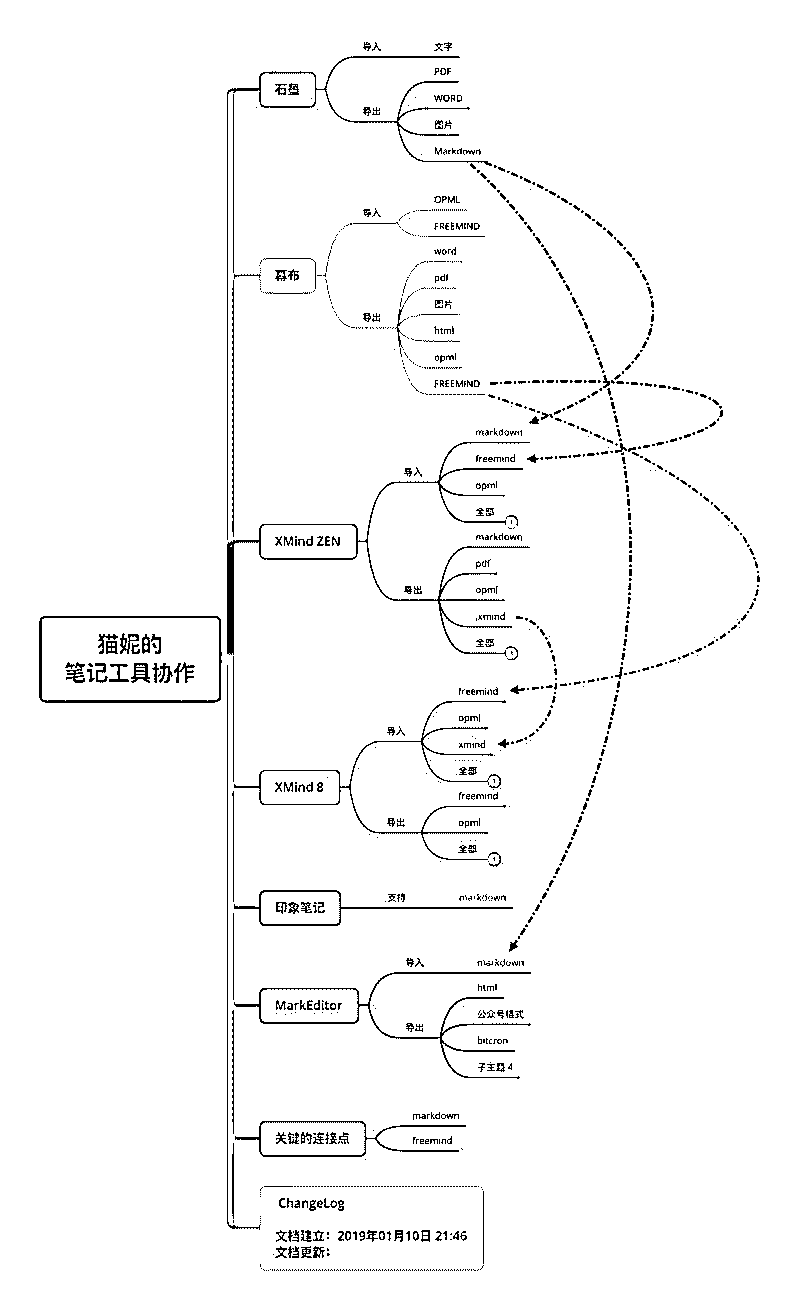 导入
文字
石墨
PDF
WORD
导出
图片
Markdown
OPML
导入
FREEMIND
word
幕布
pdf
图片
导出
html
opml
FREEMIND
markdown
freemind
导入
opml
全部
XMind ZEN
markdown
pdf
导出
opml
.xmind
全部
猫妮的
笔记工具协作
freemind
opml
导入
xmind
全部
XMind 8
freemind
导出
opml
全部
印象笔记
支持
markdown
导入
markdown
html
MarkEditor
公众号格式
导出
bitcron
子主题 4
markdown
关键的连接点
freemind
ChangeLog
文档建立：2019年01月10日 21:46
文档更新：